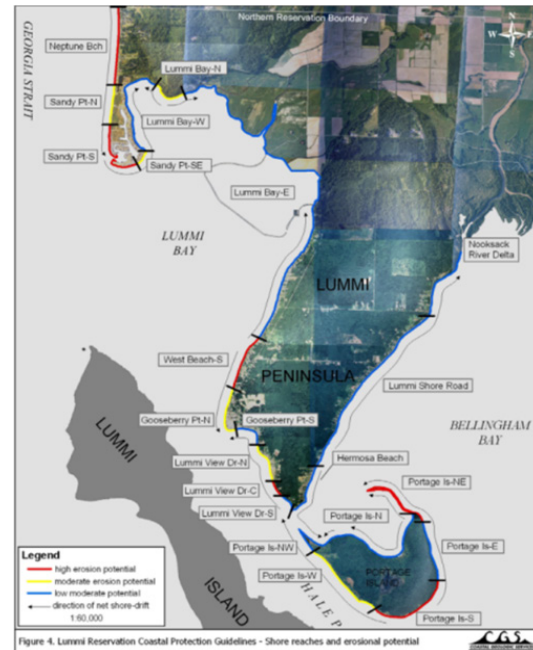 Northern Reservation Boundary
N
W E
S
GEORGIA STRAIT
Neptune Bch
Lummi Bay-N
Sandy Pt-N
Lummi Bay-W
Sandy Pt-S
Sandy Pt-SE
Lummi Bay-E
LUMMI
BAY
Nooksack
River Delta
LUMMI
West Beach-S
PENINSULA
Lummi Shore Road
Gooseberry Pt-N
Gooseberry Pt-S
LUMMI
BELLINGHAM
BAY
Lummi View Dr-N
Hermosa Beach
Lummi View Dr-C
Portage Is-NE
Lummi View Dr-S
Portage Is-N
Portage Is-NW
Portage Is-E
Portage Is-W
PORTAGE
ISLAND
HALE P
ISLAND
Portage Is-S
Legend
high erosion potential
moderate erosion potential
low moderate potential
direction of net shore-drift
1:60,000
Figure 4. Lummi Reservation Coastal Protection Guidelines - Shore reaches and erosional potential
CGS
COASTAL GEOLOGIC SERVICES